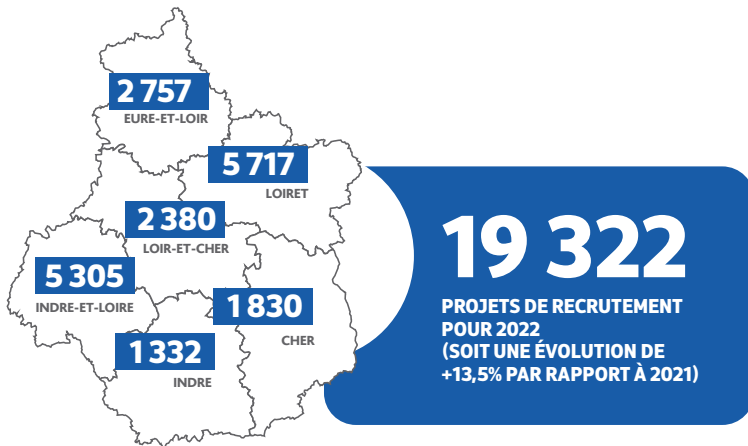 2 757
EURE-ET-LOIR
5 717
LOIRET
2 380
LOIR-ET-CHER
5 305
INDRE-ET-LOIRE
1 830
CHER
1 332
INDRE
19 322
PROJETS DE RECRUTEMENT
POUR 2022
(SOIT UNE ÉVOLUTION DE
+13,5% PAR RAPPORT À 2021)